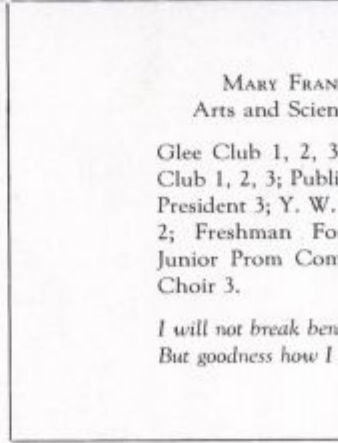 MARY FRAN
Arts and Scien
Glee Club 1, 2, 3
Club 1, 2, 3; Publi
President 3; Y. W.
2; Freshman Fo
Junior Prom Com
Choir 3.
I will not break ben
But goodness how I